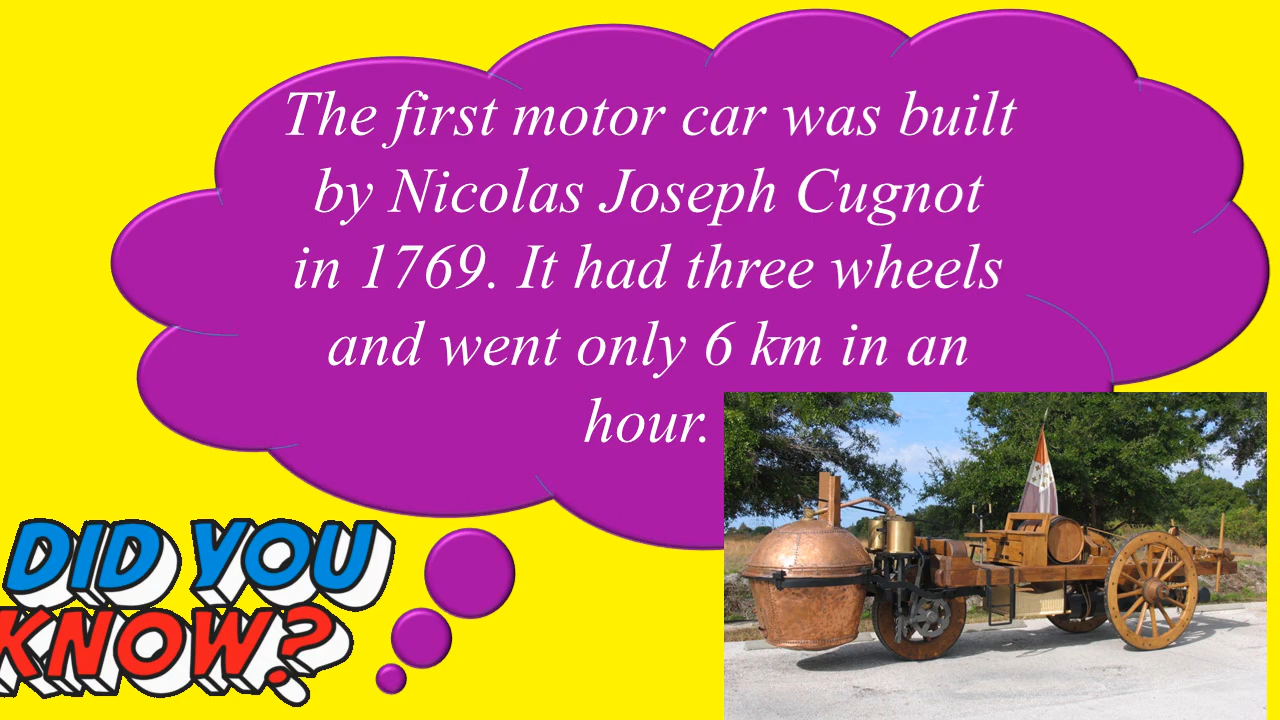 The first motor car was built
by Nicolas Joseph Cugnot
in 1769. It had three wheels
and went only 6 km in an
hour.
DID YOU
KNOW?